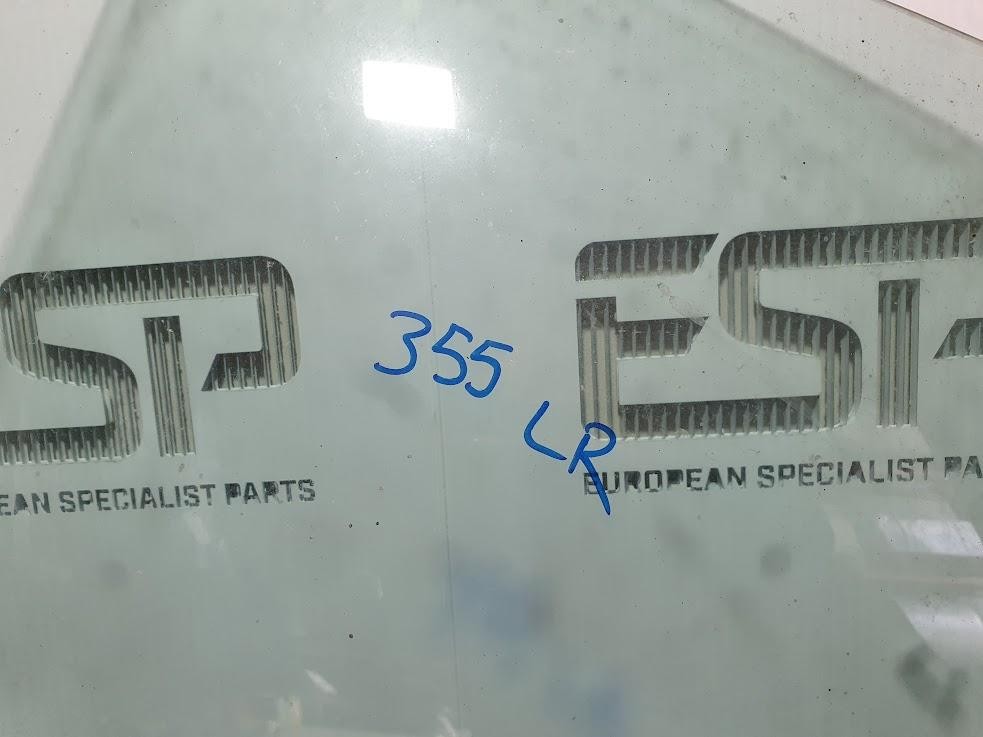 SP
EAN SPECIALIST PARTS
355
LR
ESP
EUROPEAN SPECIALIST PA